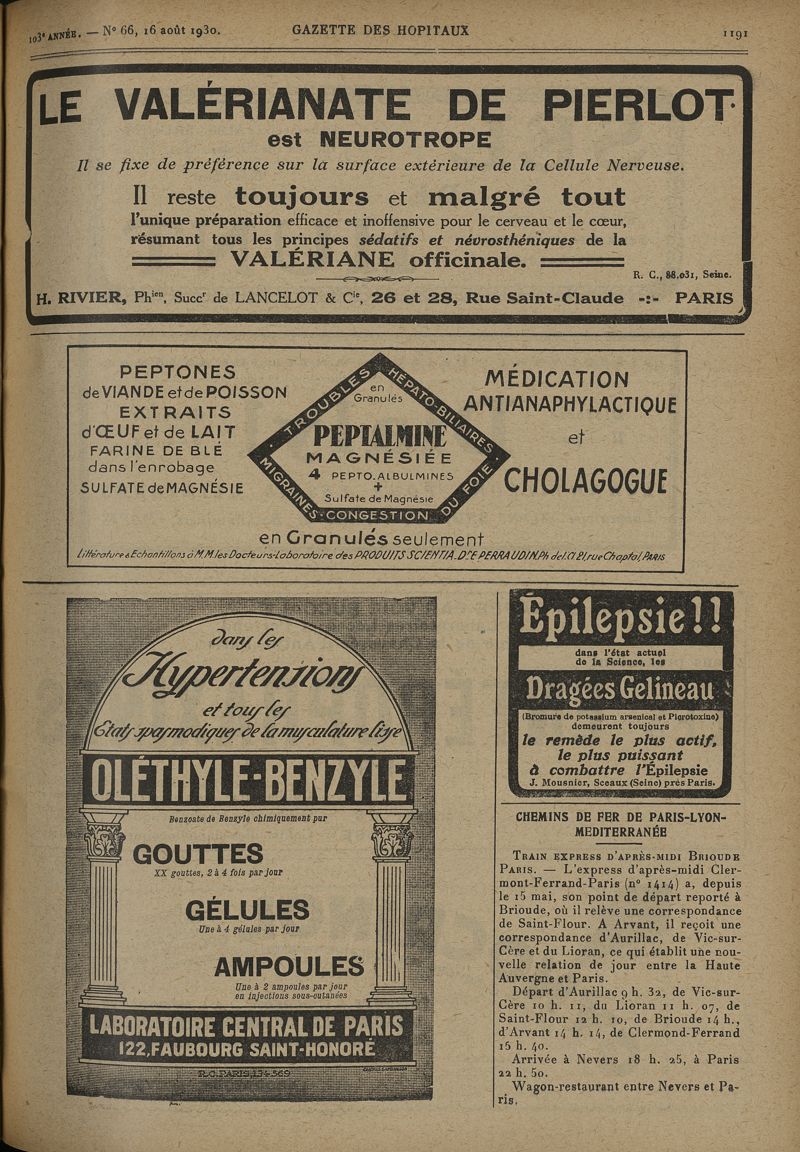 103e ANNÉE. — N° 66, 16 août 1930. GAZETTE DES HOPITAUX 1191
LE VALÉRIANATE DE PIERLOT
est NEUROTROPE
Il se fixe de préférence sur la surface extérieure de la Cellule Nerveuse.
Il reste toujours et malgré tout
l'unique préparation efficace et inoffensive pour le cerveau et le cœur,
résumant tous les principes sédatifs et névrosthéniques de la
VALÉRIANE officinale.
R. C., 88.031, Seine.
H. RIVIER, Phien, Succr de LANCELOT & Cie, 26 et 28, Rue Saint-Claude -:- PARIS
PEPTONES
de VIANDE et de POISSON
EXTRAITS
d'ŒUF et de LAIT
FARINE DE BLÉ
dans l'enrobage
SULFATE de MAGNÉSIE
TROUBLES HÉPATO-BILIAIRES
en
Granulés
PEPTALMINE
MAGNÉSIÉE
4 PEPTO.ALBULMINES
+
Sulfate de Magnésie
MIGRAINES · CONGESTION DU FOIE
MÉDICATION
ANTIANAPHYLACTIQUE
et
CHOLAGOGUE
en Granulés seulement
Littérature & Echantillons à M.M. les Docteurs-Laboratoire des PRODUITS SCIENTIA. Dr E PERRAUDIN, Ph. de 1. Cl. 21, rue Chaptal, PARIS
dans les
Hypertensions
et tous les
États spasmodiques de la musculature lisse
OLÉTHYLE-BENZYLE
Benzoate de Benzyle chimiquement pur
GOUTTES
XX gouttes, 2 à 4 fois par jour
GÉLULES
Une à 4 gélules par jour
AMPOULES
Une à 2 ampoules par jour
en injections sous-cutanées
LABORATOIRE CENTRAL DE PARIS
122, FAUBOURG SAINT-HONORÉ
R.C. PARIS, 134-569
Épilepsie!!
dans l'état actuel
de la Science, les
Dragées Gelineau
(Bromure de potassium arsenical et Picrotoxine)
demeurent toujours
le remède le plus actif,
le plus puissant
à combattre l'Épilepsie
J. Mousnier, Sceaux (Seine) près Paris.
CHEMINS DE FER DE PARIS-LYON-
MEDITERRANÉE
TRAIN EXPRESS D'APRÈS-MIDI BRIOUDE
PARIS. — L'express d'après-midi Cler-
mont-Ferrand-Paris (n° 1414) a, depuis
le 15 mai, son point de départ reporté à
Brioude, où il relève une correspondance
de Saint-Flour. A Arvant, il reçoit une
correspondance d'Aurillac, de Vic-sur-
Cère et du Lioran, ce qui établit une nou-
velle relation de jour entre la Haute
Auvergne et Paris.
Départ d'Aurillac 9 h. 32, de Vic-sur-
Cère 10 h. 11, du Lioran 11 h. 07, de
Saint-Flour 12 h. 10, de Brioude 14 h.,
d'Arvant 14 h. 14, de Clermond-Ferrand
15 h. 40.
Arrivée à Nevers 18 h. 25, à Paris
22 h. 50.
Wagon-restaurant entre Nevers et Pa-
ris.